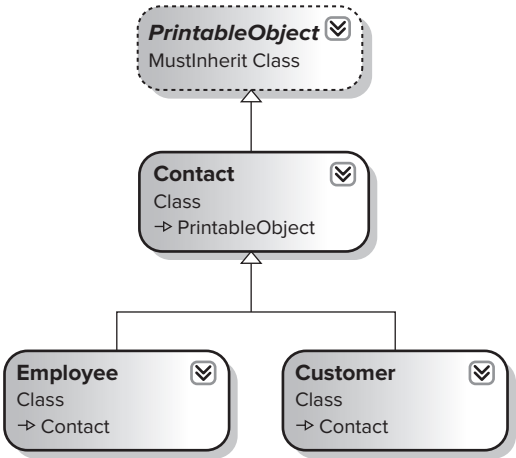 PrintableObject
MustInherit Class
Contact
Class
PrintableObject
Employee
Class
Contact
Customer
Class
Contact